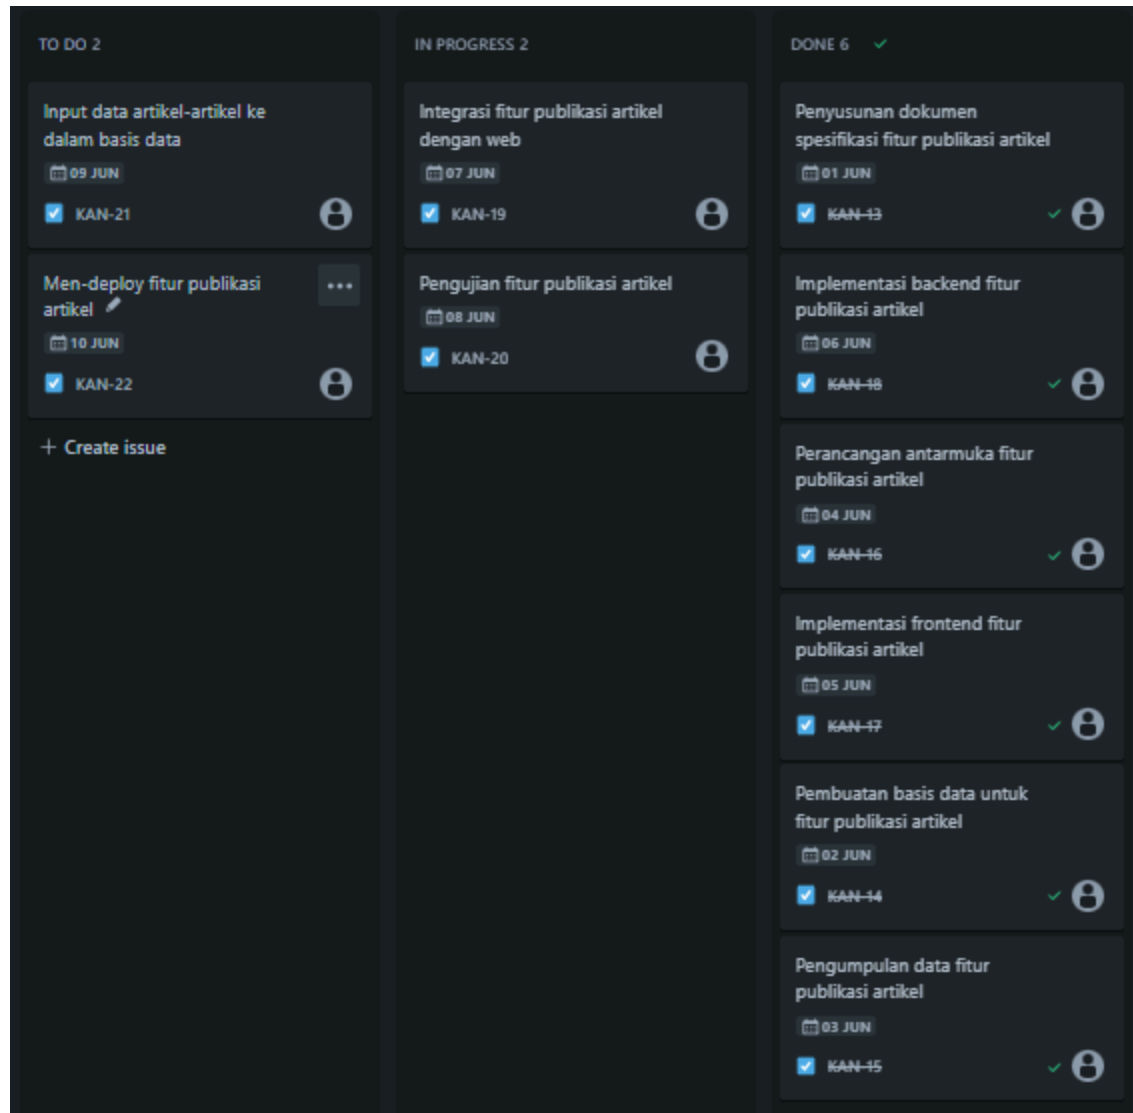 TO DO 2
Input data artikel-artikel ke
dalam basis data
09 JUN
KAN-21
Men-deploy fitur publikasi
artikel
10 JUN
KAN-22
+ Create issue
IN PROGRESS 2
Integrasi fitur publikasi artikel
dengan web
07 JUN
KAN-19
Pengujian fitur publikasi artikel
08 JUN
KAN-20
DONE 6
Penyusunan dokumen
spesifikasi fitur publikasi artikel
01 JUN
KAN-13
Implementasi backend fitur
publikasi artikel
06 JUN
KAN-18
Perancangan antarmuka fitur
publikasi artikel
04 JUN
KAN-16
Implementasi frontend fitur
publikasi artikel
05 JUN
KAN-17
Pembuatan basis data untuk
fitur publikasi artikel
02 JUN
KAN-14
Pengumpulan data fitur
publikasi artikel
03 JUN
KAN-15